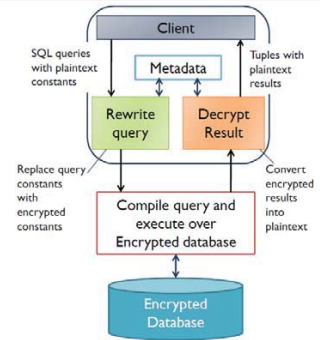 Client
SQL queries
with plaintext
constants
Metadata
Tuples with
plaintext
results
Rewrite
query
Decrypt
Result
Replace query
constants
with
encrypted
constants
Convert
encrypted
results
into
plaintext
Compile query and
execute over
Encrypted database
Encrypted
Database